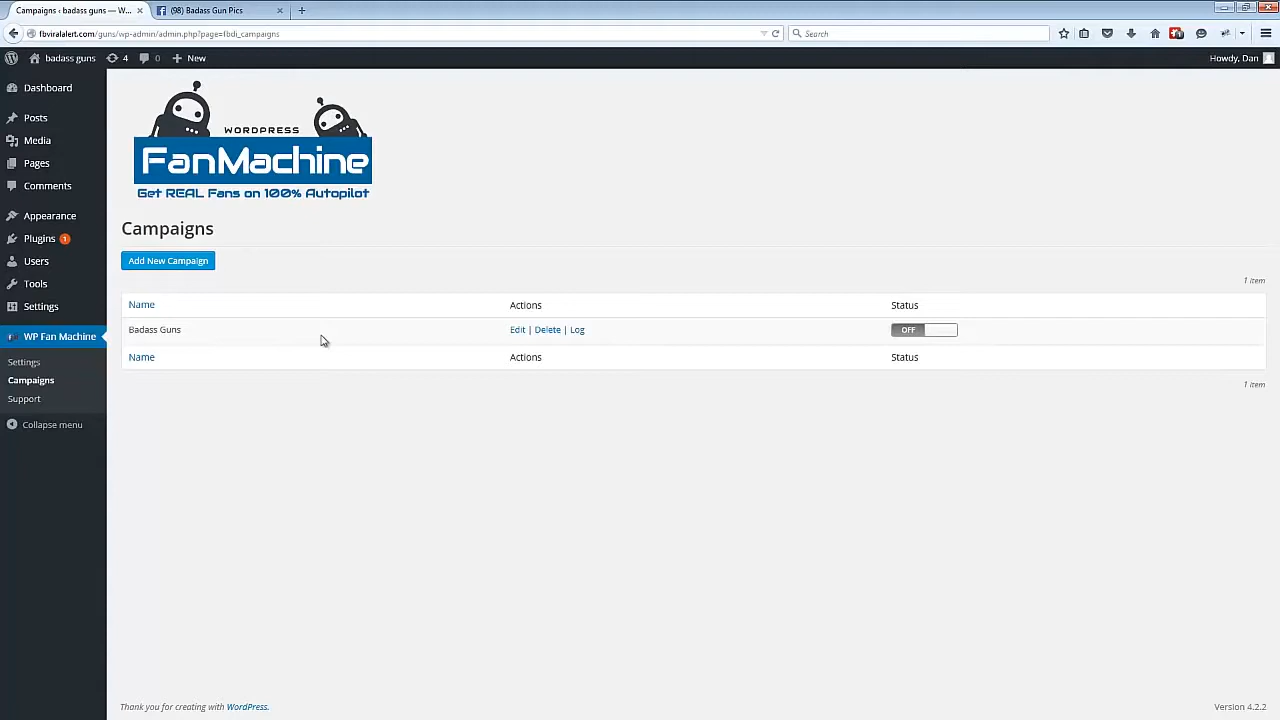 Campaigns ‹ badass guns — W...
(98) Badass Gun Pics
fbviralalert.com/guns/wp-admin/admin.php?page=fbdi_campaigns
Search
badass guns
4
0
New
Howdy, Dan
Dashboard
Posts
Media
Pages
Comments
Appearance
Plugins 1
Users
Tools
Settings
WP Fan Machine
Settings
Campaigns
Support
Collapse menu
WORDPRESS
FanMachine
Get REAL Fans on 100% Autopilot
Campaigns
Add New Campaign
1 item
Name Actions Status
Badass Guns Edit | Delete | Log OFF
Name Actions Status
1 item
Thank you for creating with WordPress.
Version 4.2.2